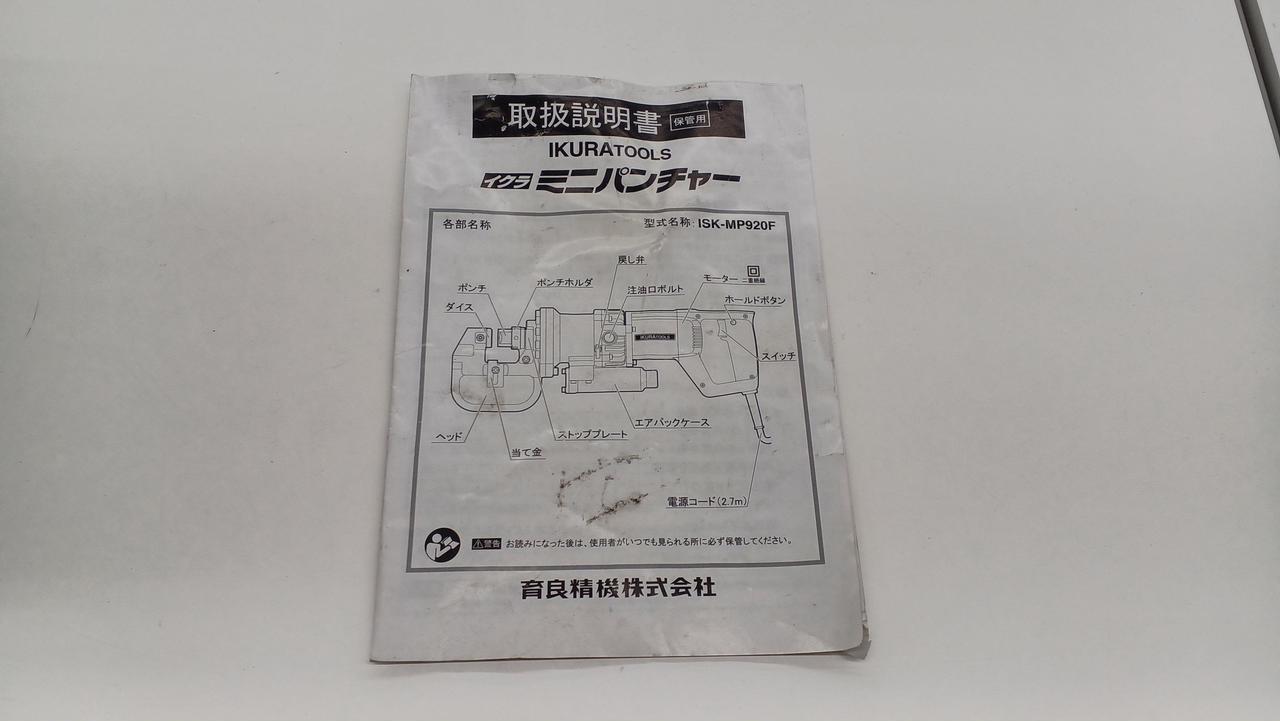 取扱説明書 保管用
IKURATOOLS
イクラ ミニパンチャー
各部名称
型式名称: ISK-MP920F
戻し弁
モーター 二重絶縁
ポンチ
ポンチホルダ
注油口ボルト
ホールドボタン
ダイス
IKURATOOLS
スイッチ
エアパックケース
ヘッド
ストッププレート
当て金
電源コード(2.7m)
⚠警告 お読みになった後は、使用者がいつでも見られる所に必ず保管してください。
育良精機株式会社